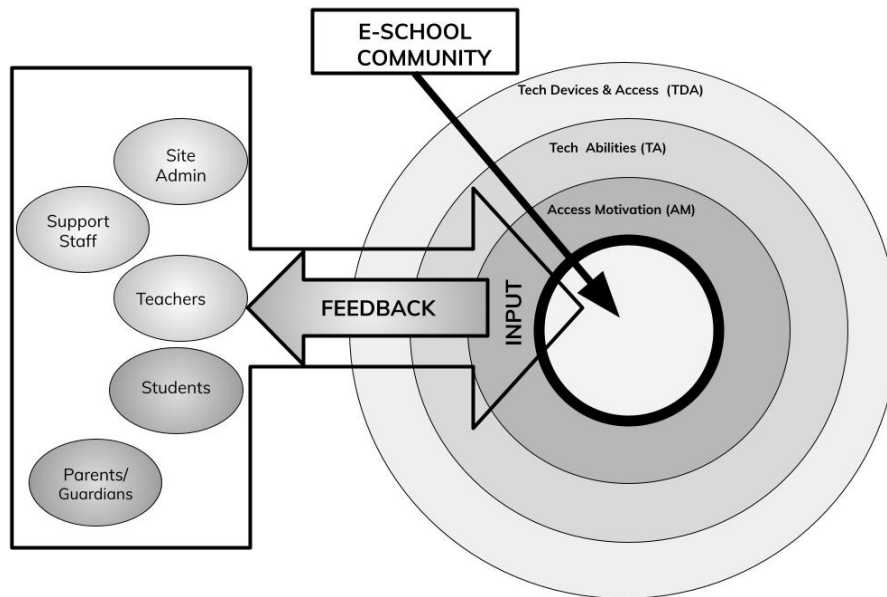 E-SCHOOL
COMMUNITY
Tech Devices & Access (TDA)
Tech Abilities (TA)
Access Motivation (AM)
Site
Admin
Support
Staff
Teachers
Students
Parents/
Guardians
FEEDBACK
INPUT